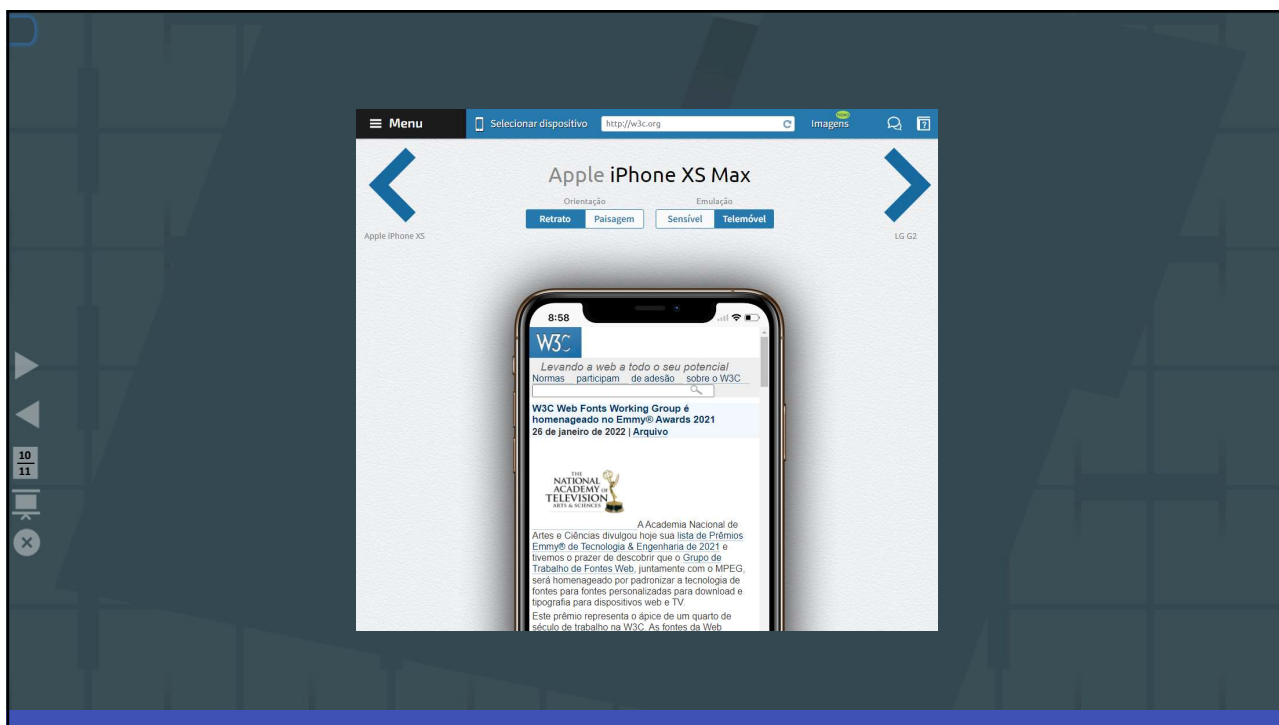 Menu
Selecionar dispositivo
http://w3c.org
Imagens
Apple iPhone XS Max
Orientação
Emulação
Retrato
Paisagem
Sensível
Telemóvel
Apple iPhone XS
LG G2
8:58
W3C
Levando a web a todo o seu potencial
Normas participam de adesão sobre o W3C
W3C Web Fonts Working Group é
homenageado no Emmy® Awards 2021
26 de janeiro de 2022 | Arquivo
THE
NATIONAL
ACADEMY OF
TELEVISION
ARTS & SCIENCES
A Academia Nacional de
Artes e Ciências divulgou hoje sua lista de Prêmios
Emmy® de Tecnologia & Engenharia de 2021 e
tivemos o prazer de descobrir que o Grupo de
Trabalho de Fontes Web, juntamente com o MPEG,
será homenageado por padronizar a tecnologia de
fontes para fontes personalizadas para download e
tipografia para dispositivos web e TV.
Este prêmio representa o ápice de um quarto de
século de trabalho na W3C. As fontes da Web
10
11